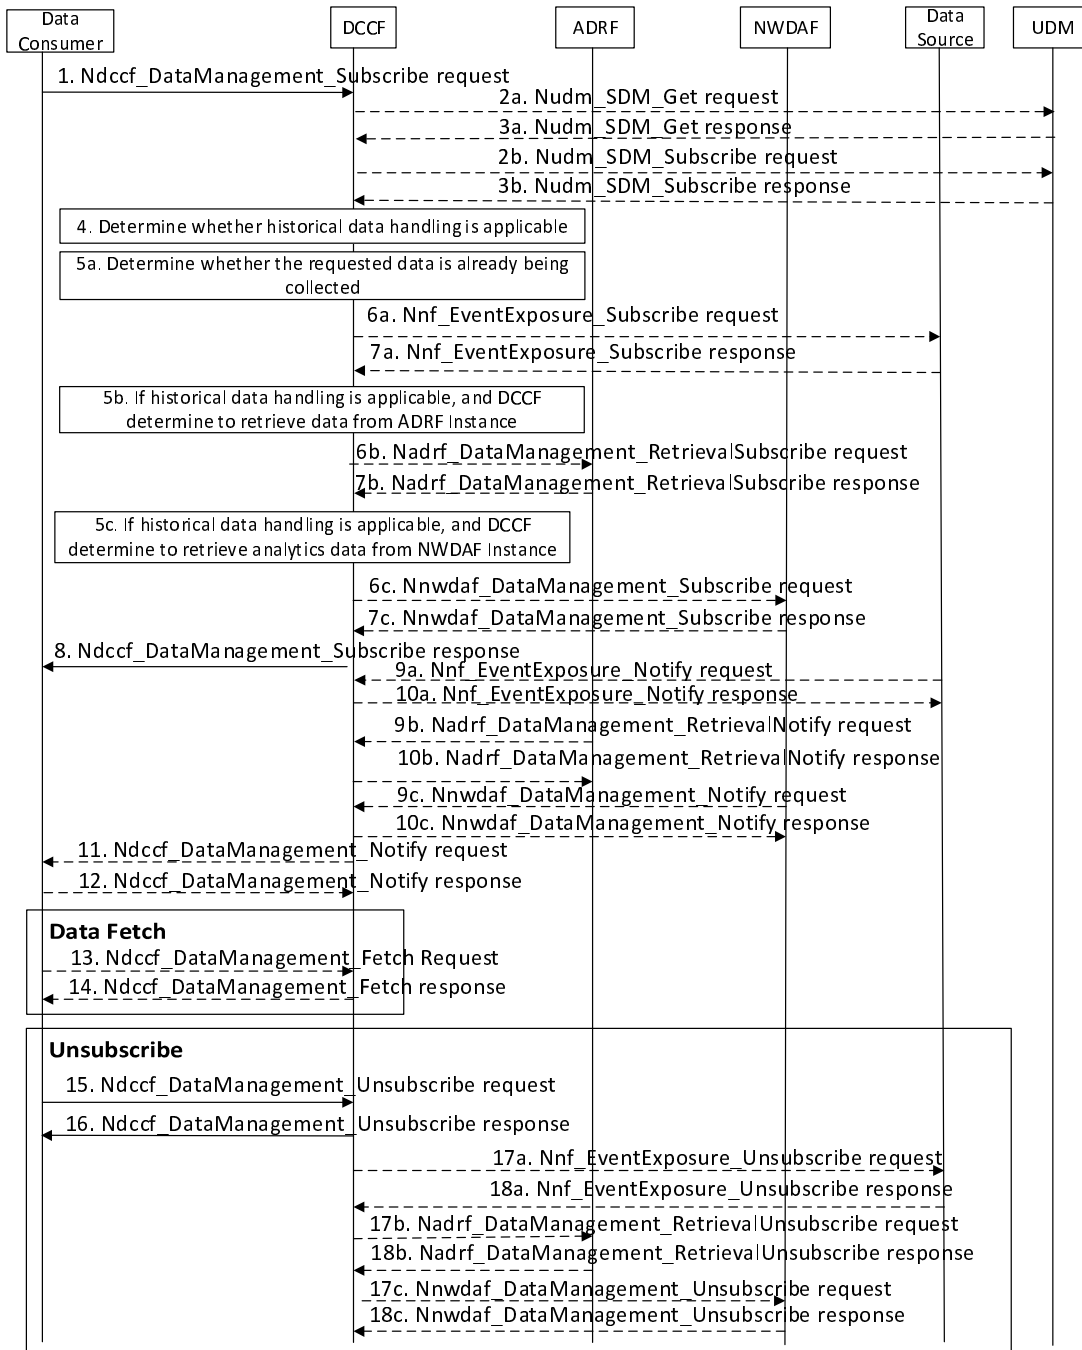 Data
Consumer
DCCF
ADRF
NWDAF
Data
Source
UDM
1. Ndccf_DataManagement_Subscribe request
2a. Nudm_SDM_Get request
3a. Nudm_SDM_Get response
2b. Nudm_SDM_Subscribe request
3b. Nudm_SDM_Subscribe response
4. Determine whether historical data handling is applicable
5a. Determine whether the requested data is already being
collected
6a. Nnf_EventExposure_Subscribe request
7a. Nnf_EventExposure_Subscribe response
5b. If historical data handling is applicable, and DCCF
determine to retrieve data from ADRF Instance
6b. Nadrf_DataManagement_RetrievalSubscribe request
7b. Nadrf_DataManagement_RetrievalSubscribe response
5c. If historical data handling is applicable, and DCCF
determine to retrieve analytics data from NWDAF Instance
6c. Nnwdaf_DataManagement_Subscribe request
7c. Nnwdaf_DataManagement_Subscribe response
8. Ndccf_DataManagement_Subscribe response
9a. Nnf_EventExposure_Notify request
10a. Nnf_EventExposure_Notify response
9b. Nadrf_DataManagement_RetrievalNotify request
10b. Nadrf_DataManagement_RetrievalNotify response
9c. Nnwdaf_DataManagement_Notify request
10c. Nnwdaf_DataManagement_Notify response
11. Ndccf_DataManagement_Notify request
12. Ndccf_DataManagement_Notify response
Data Fetch
13. Ndccf_DataManagement_Fetch Request
14. Ndccf_DataManagement_Fetch response
Unsubscribe
15. Ndccf_DataManagement_Unsubscribe request
16. Ndccf_DataManagement_Unsubscribe response
17a. Nnf_EventExposure_Unsubscribe request
18a. Nnf_EventExposure_Unsubscribe response
17b. Nadrf_DataManagement_RetrievalUnsubscribe request
18b. Nadrf_DataManagement_RetrievalUnsubscribe response
17c. Nnwdaf_DataManagement_Unsubscribe request
18c. Nnwdaf_DataManagement_Unsubscribe response